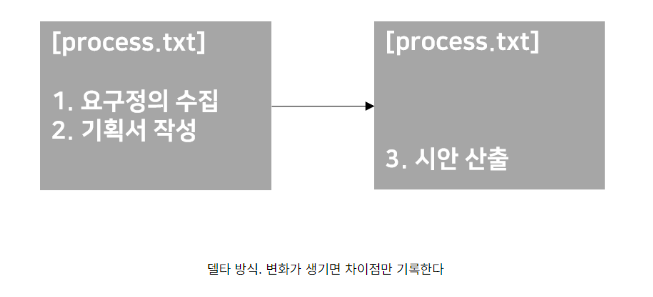 [process.txt]
1. 요구정의 수집
2. 기획서 작성
[process.txt]
3. 시안 산출
델타 방식. 변화가 생기면 차이점만 기록한다